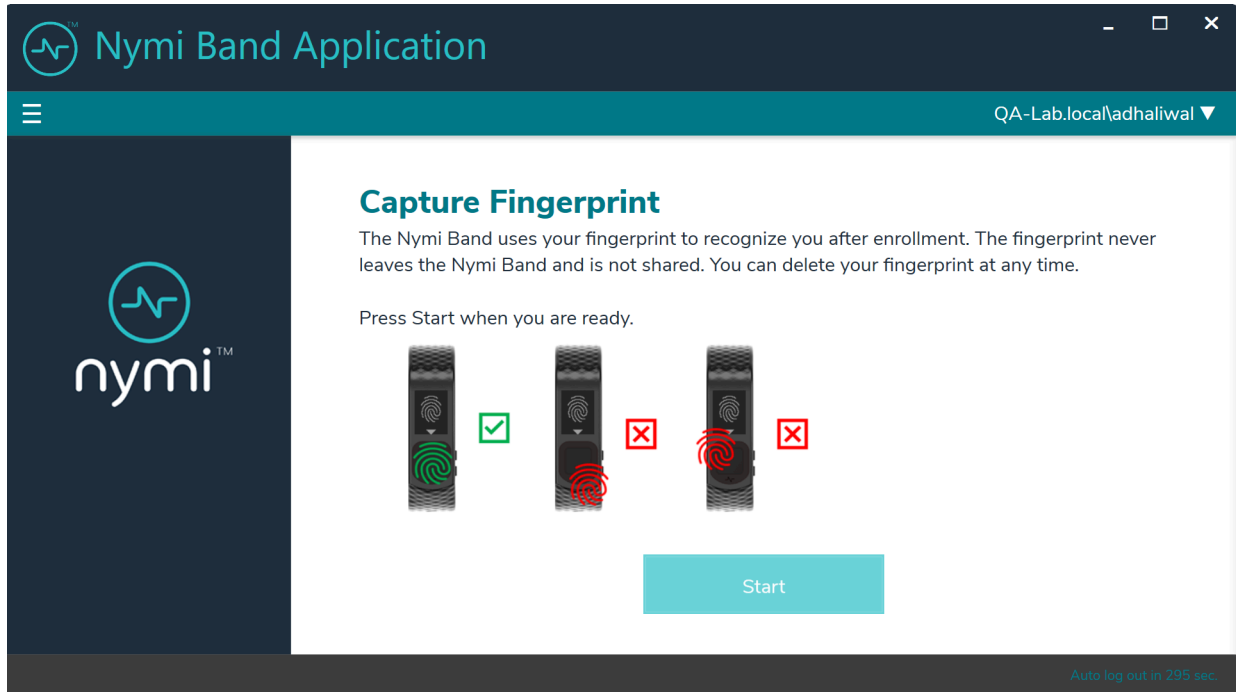 Nymi Band Application
TM
QA-Lab.local\adhaliwal
Capture Fingerprint
The Nymi Band uses your fingerprint to recognize you after enrollment. The fingerprint never
leaves the Nymi Band and is not shared. You can delete your fingerprint at any time.
Press Start when you are ready.
nymi™
Start
Auto log out in 295 sec.